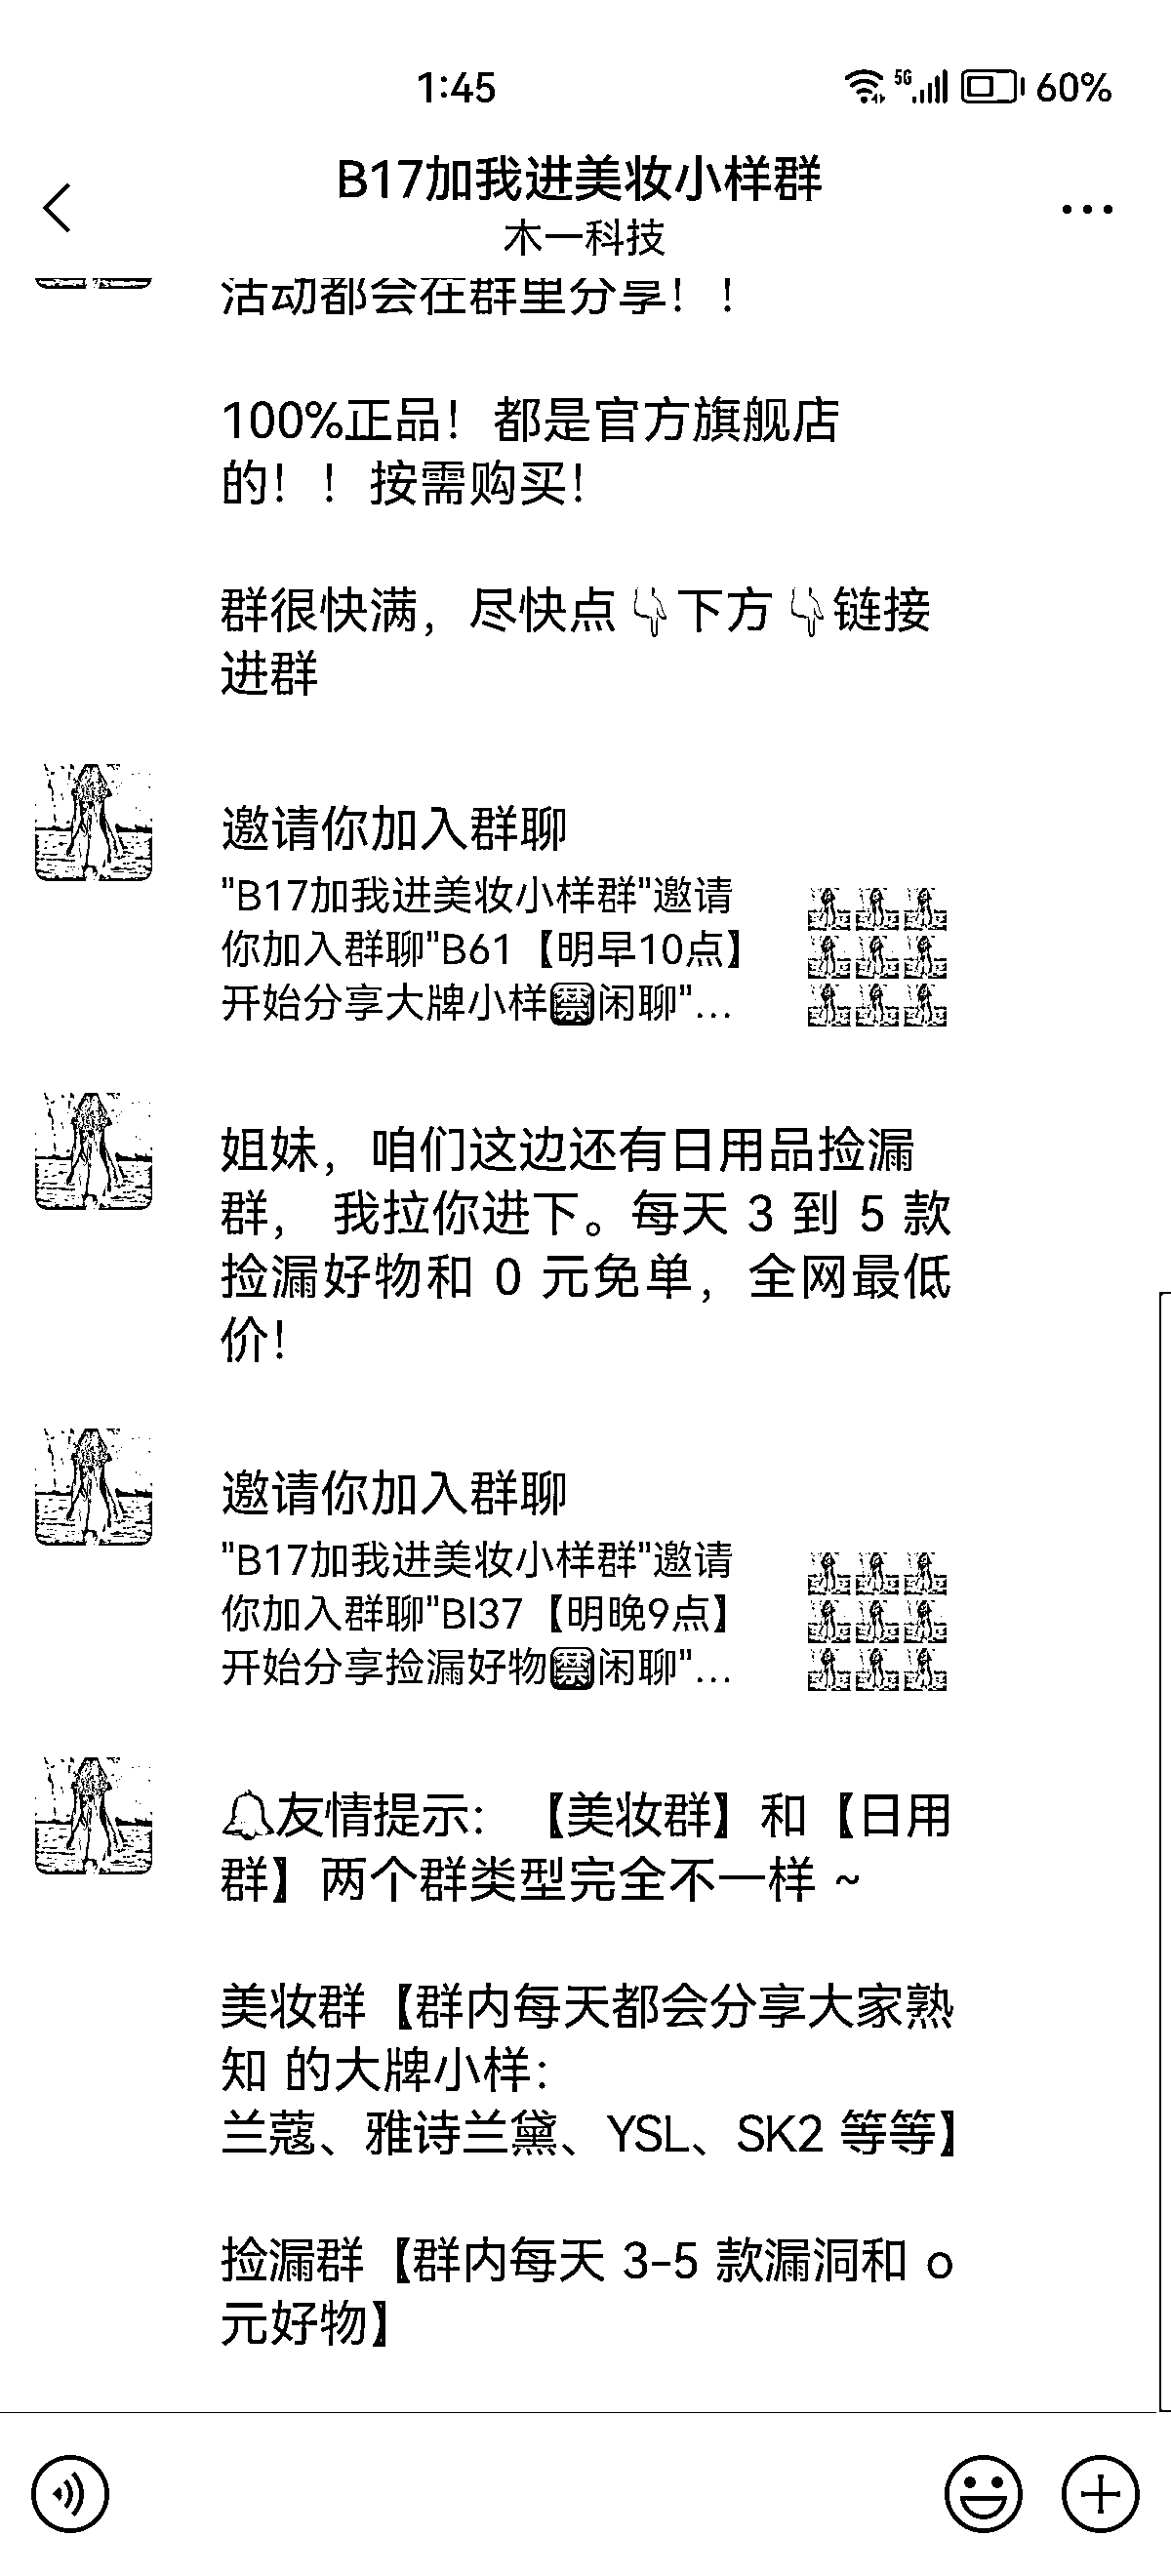 1:45
5G
60%
B17加我进美妆小样群
木一科技
活动都会在群里分享！！
100%正品！都是官方旗舰店
的！！按需购买！
群很快满，尽快点👇下方👇链接
进群
邀请你加入群聊
"B17加我进美妆小样群"邀请
你加入群聊"B61【明早10点】
开始分享大牌小样🈲闲聊"...
姐妹，咱们这边还有日用品捡漏
群， 我拉你进下。每天 3 到 5 款
捡漏好物和 0 元免单，全网最低
价！
邀请你加入群聊
"B17加我进美妆小样群"邀请
你加入群聊"Bl37【明晚9点】
开始分享捡漏好物🈲闲聊"...
🔔友情提示：【美妆群】和【日用
群】两个群类型完全不一样 ~
美妆群【群内每天都会分享大家熟
知 的大牌小样：
兰蔻、雅诗兰黛、YSL、SK2 等等】
捡漏群【群内每天 3-5 款漏洞和 o
元好物】